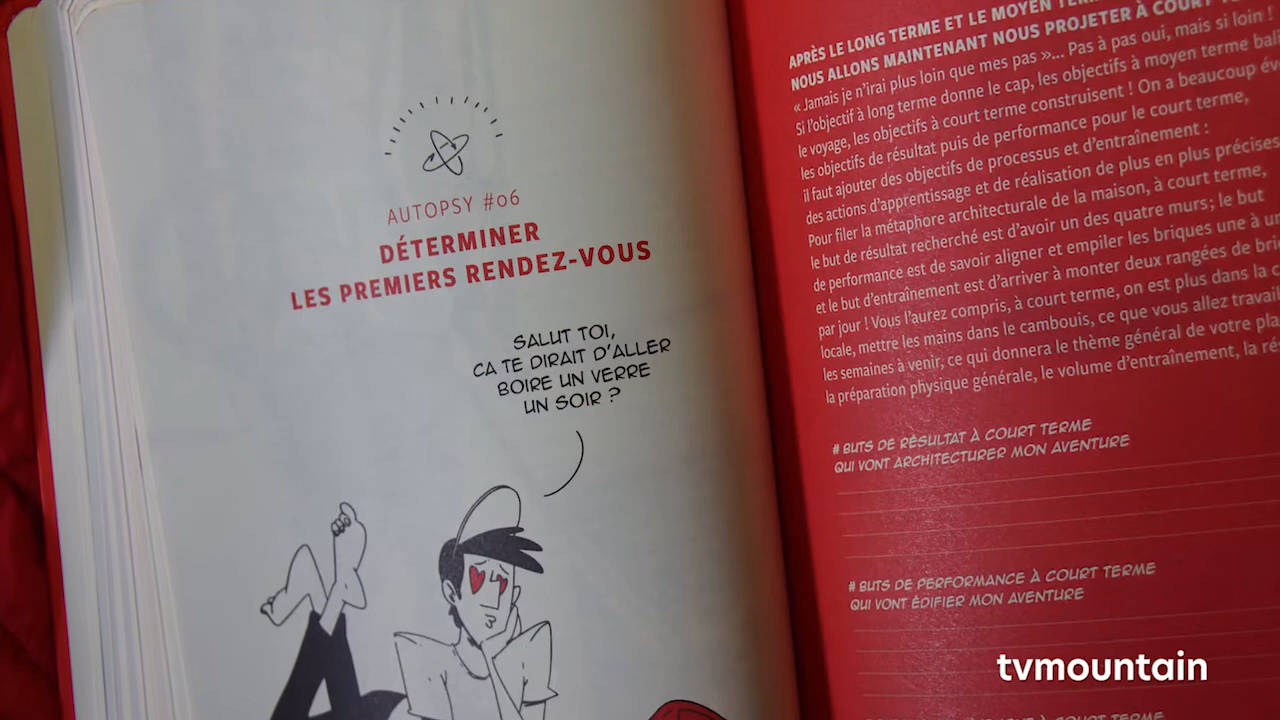 AUTOPSY #06
DÉTERMINER
LES PREMIERS RENDEZ-VOUS
SALUT TOI,
CA TE DIRAIT D'ALLER
BOIRE UN VERRE
UN SOIR ?
APRÈS LE LONG TERME ET LE MOYEN
NOUS ALLONS MAINTENANT NOUS PROJETER À COURT
« Jamais je n'irai plus loin que mes pas »... Pas à pas oui, mais si loin !
Si l'objectif à long terme donne le cap, les objectifs à moyen terme
le voyage, les objectifs à court terme construisent ! On a beaucoup
les objectifs de résultat puis de performance pour le court terme,
il faut ajouter des objectifs de processus et d'entraînement :
des actions d'apprentissage et de réalisation de plus en plus précises
Pour filer la métaphore architecturale de la maison, à court terme,
le but de résultat recherché est d'avoir un des quatre murs ; le but
de performance est de savoir aligner et empiler les briques une à
et le but d'entraînement est d'arriver à monter deux rangées de
par jour ! Vous l'aurez compris, à court terme, on est plus dans la
locale, mettre les mains dans le cambouis, ce que vous allez
les semaines à venir, ce qui donnera le thème général de votre
la préparation physique générale, le volume d'entraînement, la
# BUTS DE RÉSULTAT À COURT TERME
QUI VONT ARCHITECTURER MON AVENTURE
# BUTS DE PERFORMANCE À COURT TERME
QUI VONT ÉDIFIER MON AVENTURE
tvmountain